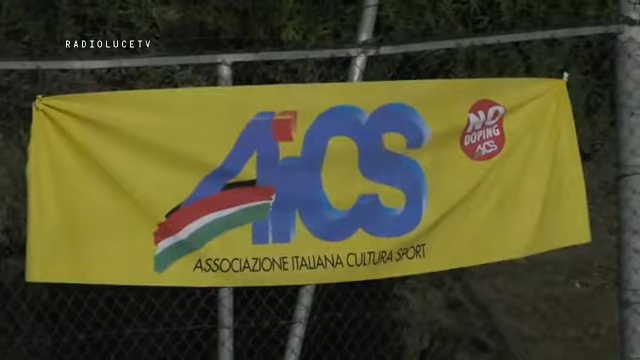 RADIOLUCETV
AiCS
NO
DOPING
AiCS
ASSOCIAZIONE ITALIANA CULTURA SPORT